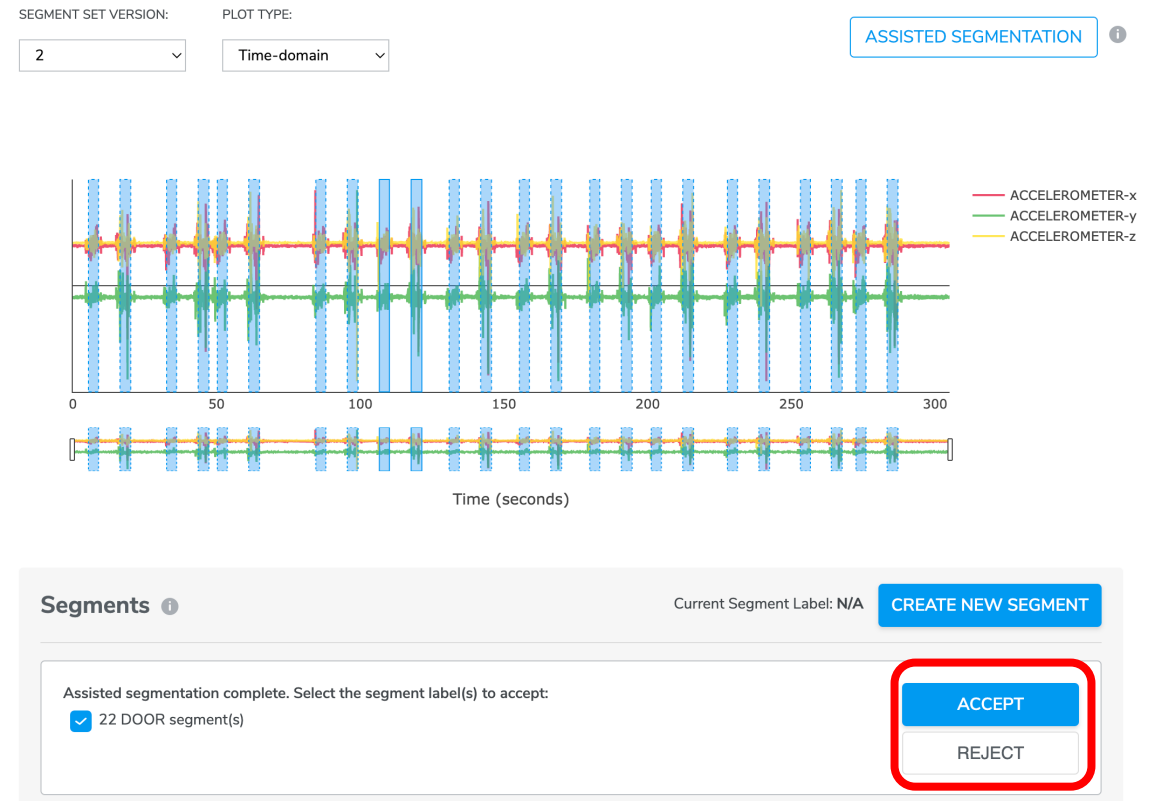 SEGMENT SET VERSION:
PLOT TYPE:
2
Time-domain
ASSISTED SEGMENTATION
i
ACCELEROMETER-x
ACCELEROMETER-y
ACCELEROMETER-z
0 50 100 150 200 250 300
Time (seconds)
Segments i
Current Segment Label: N/A
CREATE NEW SEGMENT
Assisted segmentation complete. Select the segment label(s) to accept:
22 DOOR segment(s)
ACCEPT
REJECT